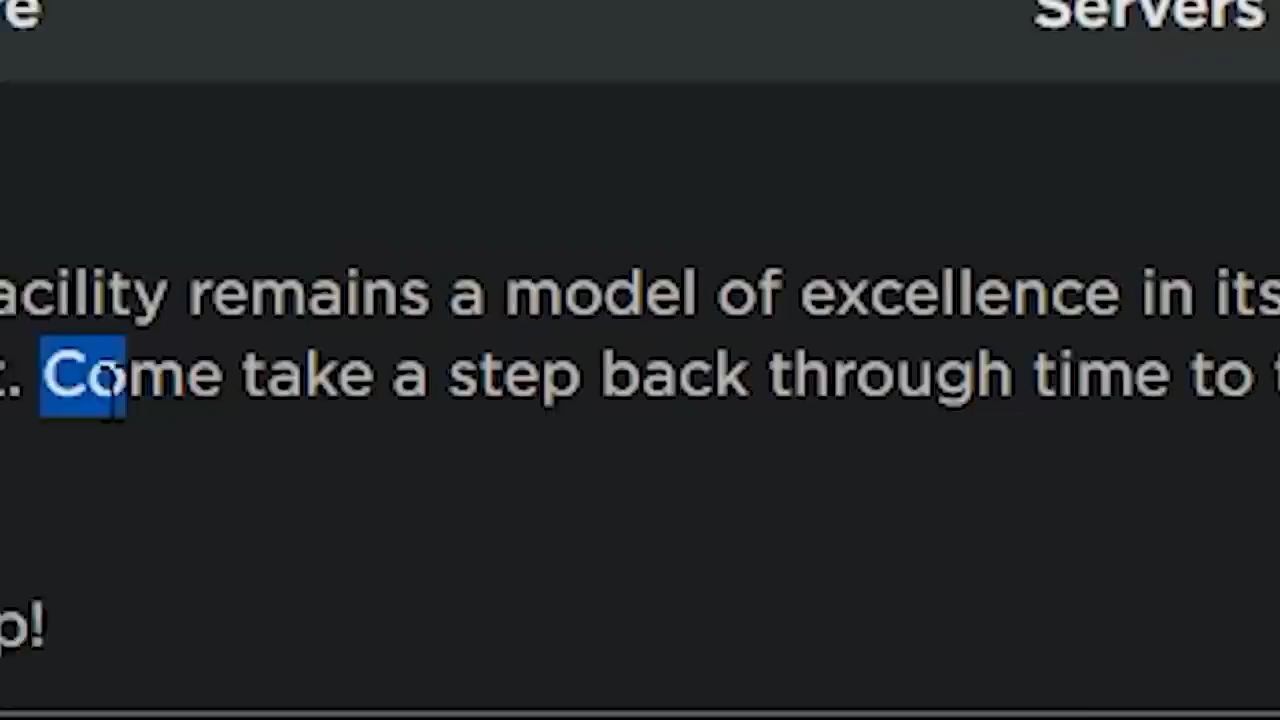 Servers
acility remains a model of excellence in its
. Come take a step back through time to
p!